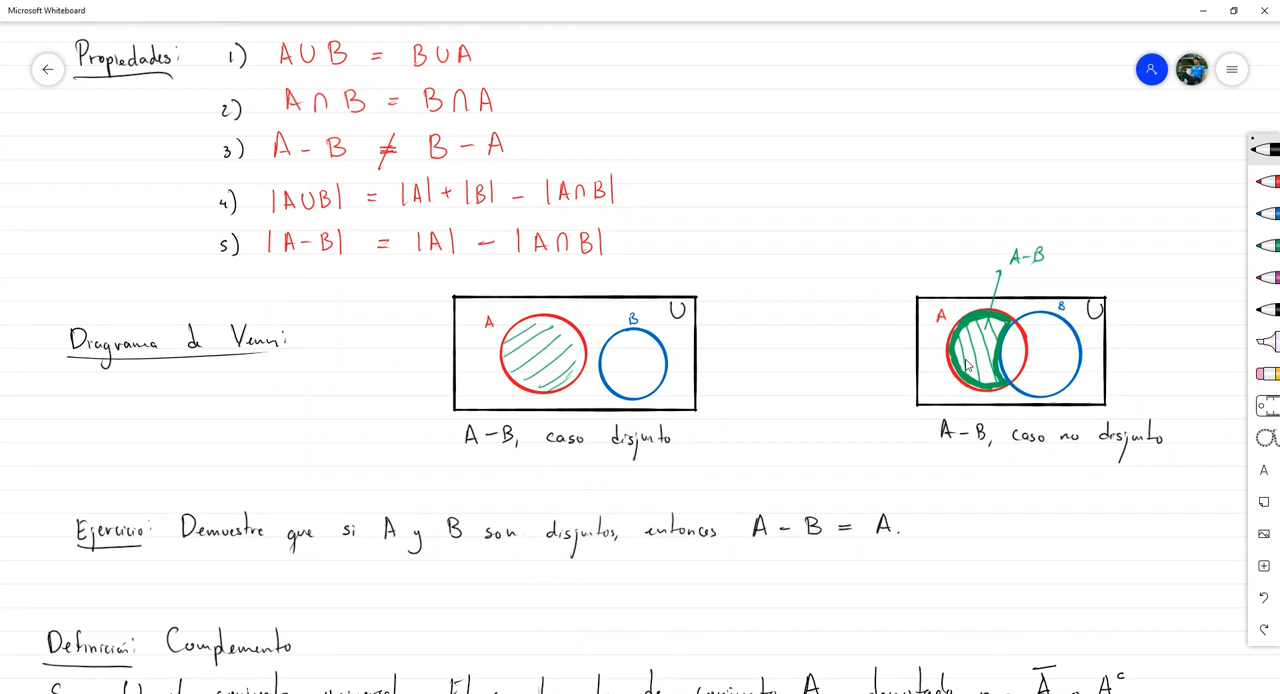 Microsoft Whiteboard
Propiedades: 1) A ∪ B = B ∪ A
2) A ∩ B = B ∩ A
3) A - B ≠ B - A
4) |A∪B| = |A| + |B| - |A∩B|
5) |A-B| = |A| - |A∩B|
A-B
Diagrama de Venn:
A B U
A B U
A-B, caso disjunto
A-B, caso no disjunto
Ejercicio: Demuestre que si A y B son disjuntos, entonces A - B = A.
Definición: Complemento
A